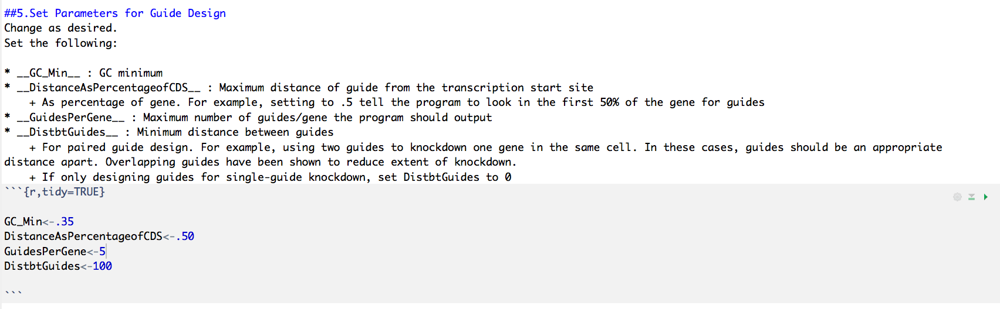 ##5.Set Parameters for Guide Design
Change as desired.
Set the following:
* __GC_Min__ : GC minimum
* __DistanceAsPercentageofCDS__ : Maximum distance of guide from the transcription start site
+ As percentage of gene. For example, setting to .5 tell the program to look in the first 50% of the gene for guides
* __GuidesPerGene__ : Maximum number of guides/gene the program should output
* __DistbtGuides__ : Minimum distance between guides
+ For paired guide design. For example, using two guides to knockdown one gene in the same cell. In these cases, guides should be an appropriate
distance apart. Overlapping guides have been shown to reduce extent of knockdown.
+ If only designing guides for single-guide knockdown, set DistbtGuides to 0
```{r,tidy=TRUE}
GC_Min<-.35
DistanceAsPercentageofCDS<-.50
GuidesPerGene<-5
DistbtGuides<-100
```